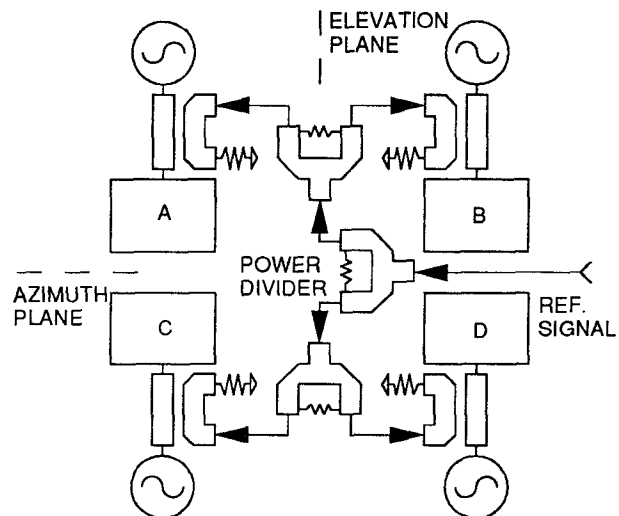 ELEVATION
PLANE
A
B
POWER
DIVIDER
AZIMUTH
PLANE
REF.
SIGNAL
C
D